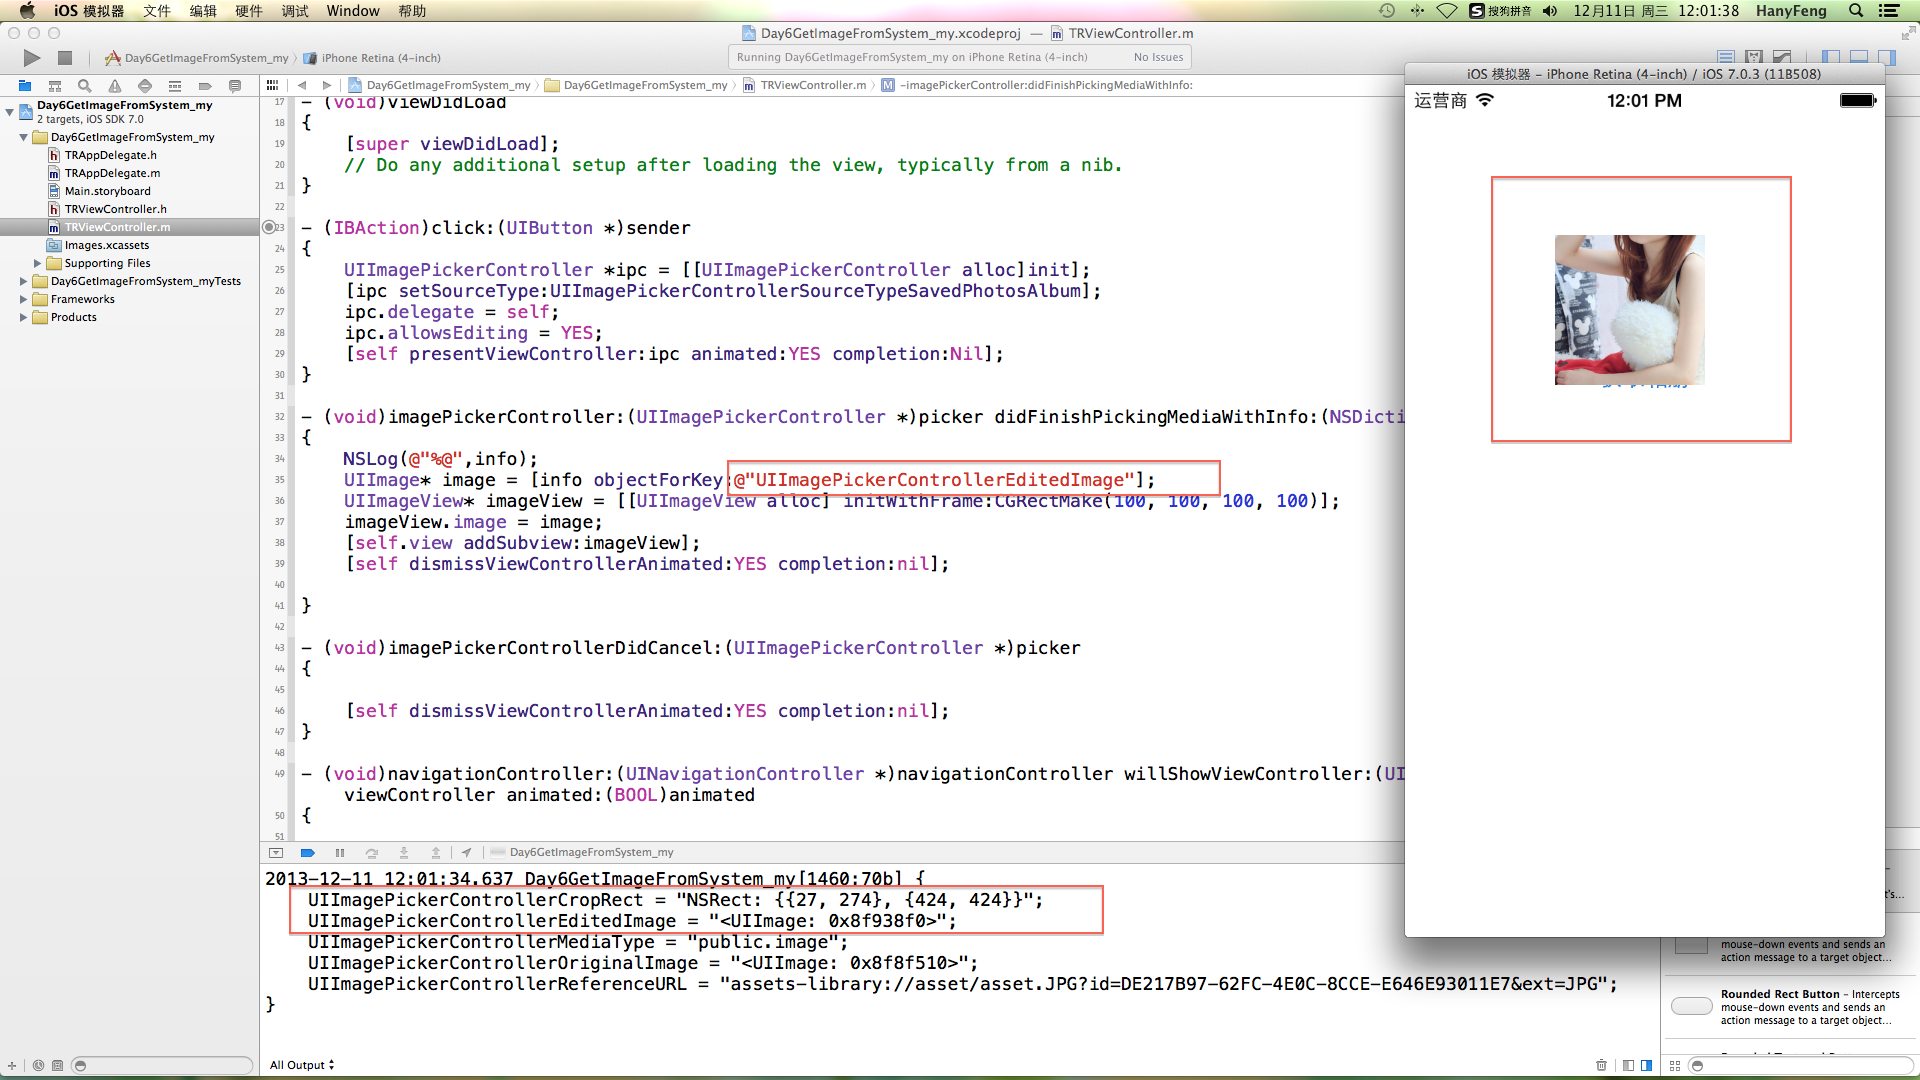 iOS 模拟器 文件 编辑 硬件 调试 Window 帮助
搜狗拼音 12月11日 周三 12:01:38 HanyFeng
Day6GetImageFromSystem_my.xcodeproj — TRViewController.m
Day6GetImageFromSystem_my iPhone Retina (4-inch)
Running Day6GetImageFromSystem_my on iPhone Retina (4-inch) No Issues
Day6GetImageFromSystem_my Day6GetImageFromSystem_my TRViewController.m -imagePickerController:didFinishPickingMediaWithInfo:
Day6GetImageFromSystem_my
2 targets, iOS SDK 7.0
Day6GetImageFromSystem_my
TRAppDelegate.h
TRAppDelegate.m
Main.storyboard
TRViewController.h
TRViewController.m
Images.xcassets
Supporting Files
Day6GetImageFromSystem_myTests
Frameworks
Products
17 - (void)viewDidLoad
18 {
19 [super viewDidLoad];
20 // Do any additional setup after loading the view, typically from a nib.
21 }
22
23 - (IBAction)click:(UIButton *)sender
24 {
25 UIImagePickerController *ipc = [[UIImagePickerController alloc]init];
26 [ipc setSourceType:UIImagePickerControllerSourceTypeSavedPhotosAlbum];
27 ipc.delegate = self;
28 ipc.allowsEditing = YES;
29 [self presentViewController:ipc animated:YES completion:Nil];
30 }
31
32 - (void)imagePickerController:(UIImagePickerController *)picker didFinishPickingMediaWithInfo:(NSDicti
33 {
34 NSLog(@"%@",info);
35 UIImage* image = [info objectForKey:@"UIImagePickerControllerEditedImage"];
36 UIImageView* imageView = [[UIImageView alloc] initWithFrame:CGRectMake(100, 100, 100, 100)];
37 imageView.image = image;
38 [self.view addSubview:imageView];
39 [self dismissViewControllerAnimated:YES completion:nil];
40
41 }
42
43 - (void)imagePickerControllerDidCancel:(UIImagePickerController *)picker
44 {
45
46 [self dismissViewControllerAnimated:YES completion:nil];
47 }
48
49 - (void)navigationController:(UINavigationController *)navigationController willShowViewController:(UI
viewController animated:(BOOL)animated
50 {
51
Day6GetImageFromSystem_my
2013-12-11 12:01:34.637 Day6GetImageFromSystem_my[1460:70b] {
UIImagePickerControllerCropRect = "NSRect: {{27, 274}, {424, 424}}";
UIImagePickerControllerEditedImage = "<UIImage: 0x8f938f0>";
UIImagePickerControllerMediaType = "public.image";
UIImagePickerControllerOriginalImage = "<UIImage: 0x8f8f510>";
UIImagePickerControllerReferenceURL = "assets-library://asset/asset.JPG?id=DE217B97-62FC-4E0C-8CCE-E646E93011E7&ext=JPG";
}
All Output
iOS 模拟器 - iPhone Retina (4-inch) / iOS 7.0.3 (11B508)
运营商 12:01 PM
mouse-down events and sends an
action message to a target object...
Rounded Rect Button - Intercepts
mouse-down events and sends an
action message to a target object...